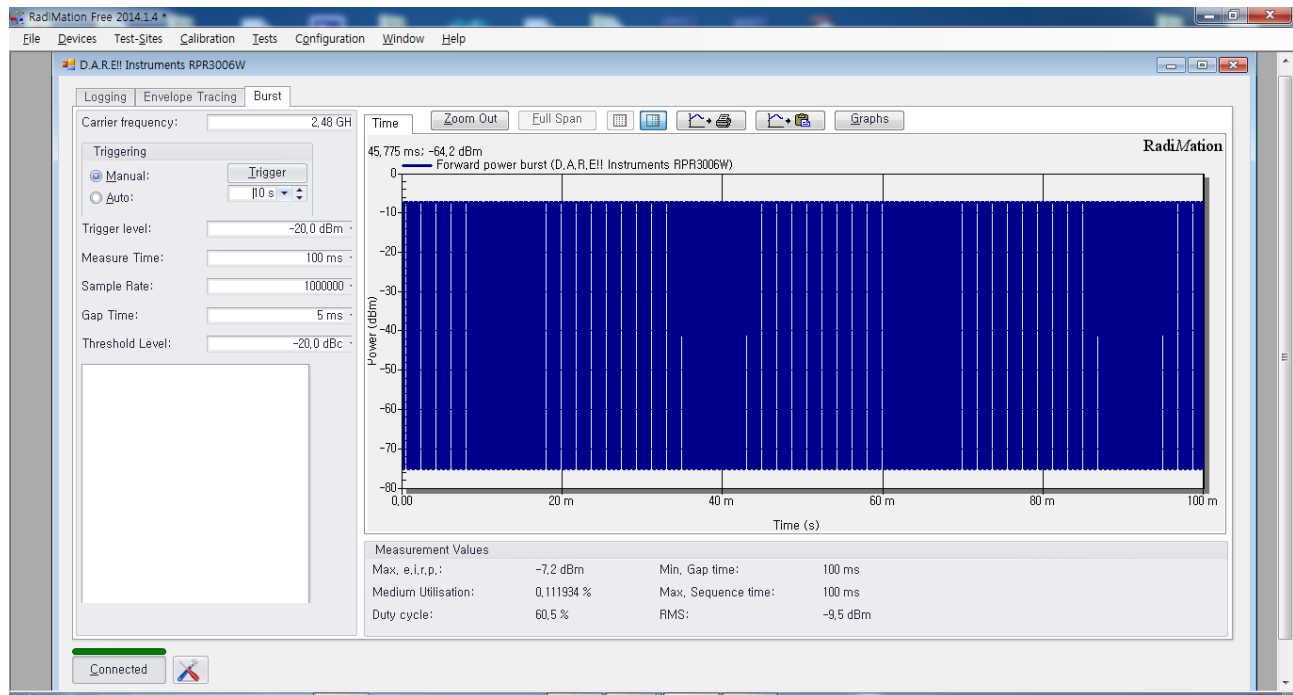 RadiMation Free 2014.1.4 *
File Devices Test-Sites Calibration Tests Configuration Window Help
D.A.R.E!! Instruments RPR3006W
Logging Envelope Tracing Burst
Carrier frequency: 2,48 GH
Triggering
Manual: Trigger
Auto: 10 s
Trigger level: -20,0 dBm
Measure Time: 100 ms
Sample Rate: 1000000
Gap Time: 5 ms
Threshold Level: -20,0 dBc
Time Zoom Out Full Span Graphs
45,775 ms; -64,2 dBm RadiMation
Forward power burst (D,A,R,E!! Instruments RPR3006W)
0
-10
-20
-30
-40
-50
-60
-70
-80
Power (dBm)
0,00 20 m 40 m 60 m 80 m 100 m
Time (s)
Measurement Values
Max, e,i,r,p,: -7,2 dBm Min, Gap time: 100 ms
Medium Utilisation: 0,111934 % Max, Sequence time: 100 ms
Duty cycle: 60,5 % RMS: -9,5 dBm
Connected